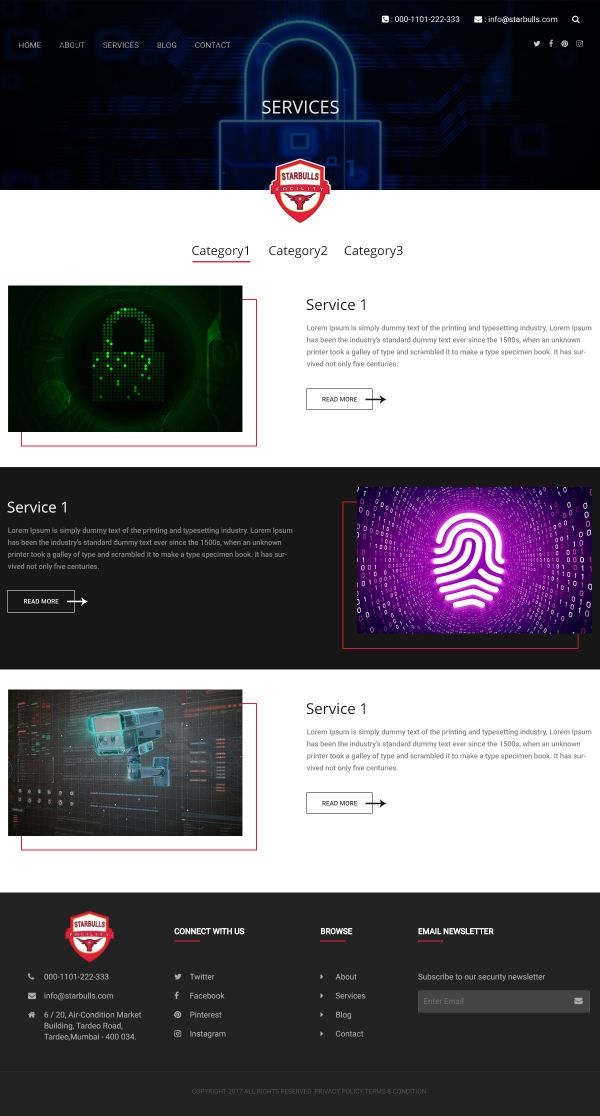 : 000-1101-222-333 : info@starbulls.com
HOME ABOUT SERVICES BLOG CONTACT
SERVICES
STARBULLS
FACILITY
Category1 Category2 Category3
Service 1
Lorem Ipsum is simply dummy text of the printing and typesetting industry. Lorem Ipsum
has been the industry's standard dummy text ever since the 1500s, when an unknown
printer took a galley of type and scrambled it to make a type specimen book. It has sur-
vived not only five centuries.
READ MORE
Service 1
Lorem Ipsum is simply dummy text of the printing and typesetting industry. Lorem Ipsum
has been the industry's standard dummy text ever since the 1500s, when an unknown
printer took a galley of type and scrambled it to make a type specimen book. It has sur-
vived not only five centuries.
READ MORE
Service 1
Lorem Ipsum is simply dummy text of the printing and typesetting industry. Lorem Ipsum
has been the industry's standard dummy text ever since the 1500s, when an unknown
printer took a galley of type and scrambled it to make a type specimen book. It has sur-
vived not only five centuries.
READ MORE
STARBULLS
FACILITY
000-1101-222-333
info@starbulls.com
6 / 20, Air-Condition Market
Building, Tardeo Road,
Tardeo,Mumbai - 400 034.
CONNECT WITH US
Twitter
Facebook
Pinterest
Instagram
BROWSE
About
Services
Blog
Contact
EMAIL NEWSLETTER
Subscribe to our security newsletter
Enter Email
COPYRIGHT 2017 ALL RIGHTS RESERVED. PRIVACY POLICY TERMS & CONDITION